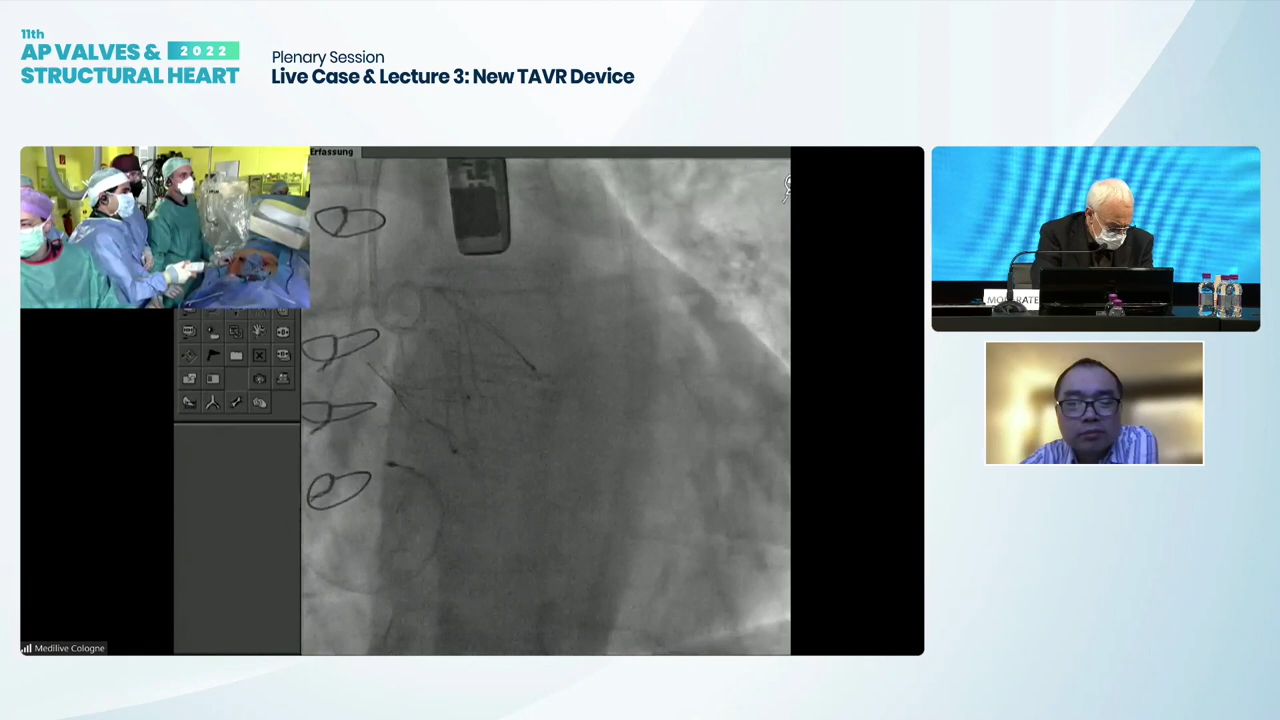 11th
AP VALVES & 2022
STRUCTURAL HEART
Plenary Session
Live Case & Lecture 3: New TAVR Device
Erfassung
Medilive Cologne